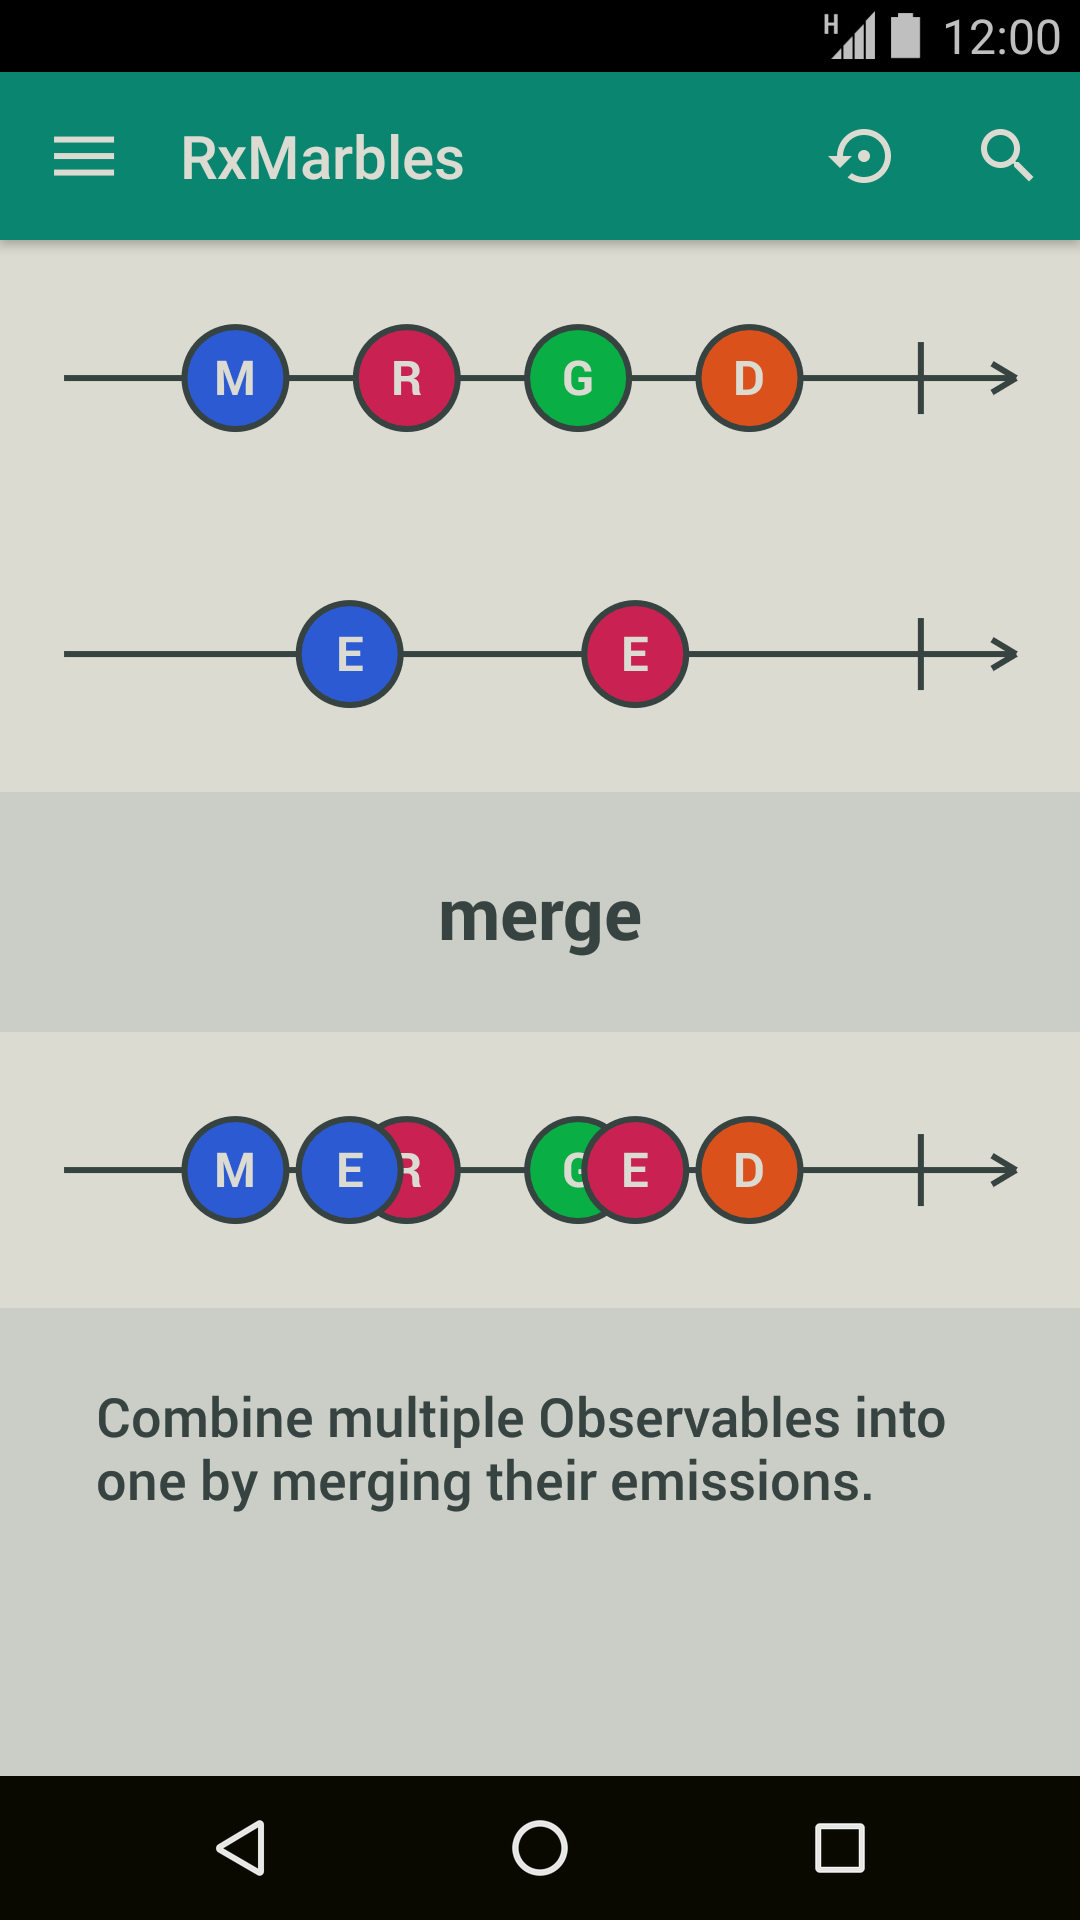 H 12:00
RxMarbles
M R G D
E E
merge
M E R G E D
Combine multiple Observables into
one by merging their emissions.